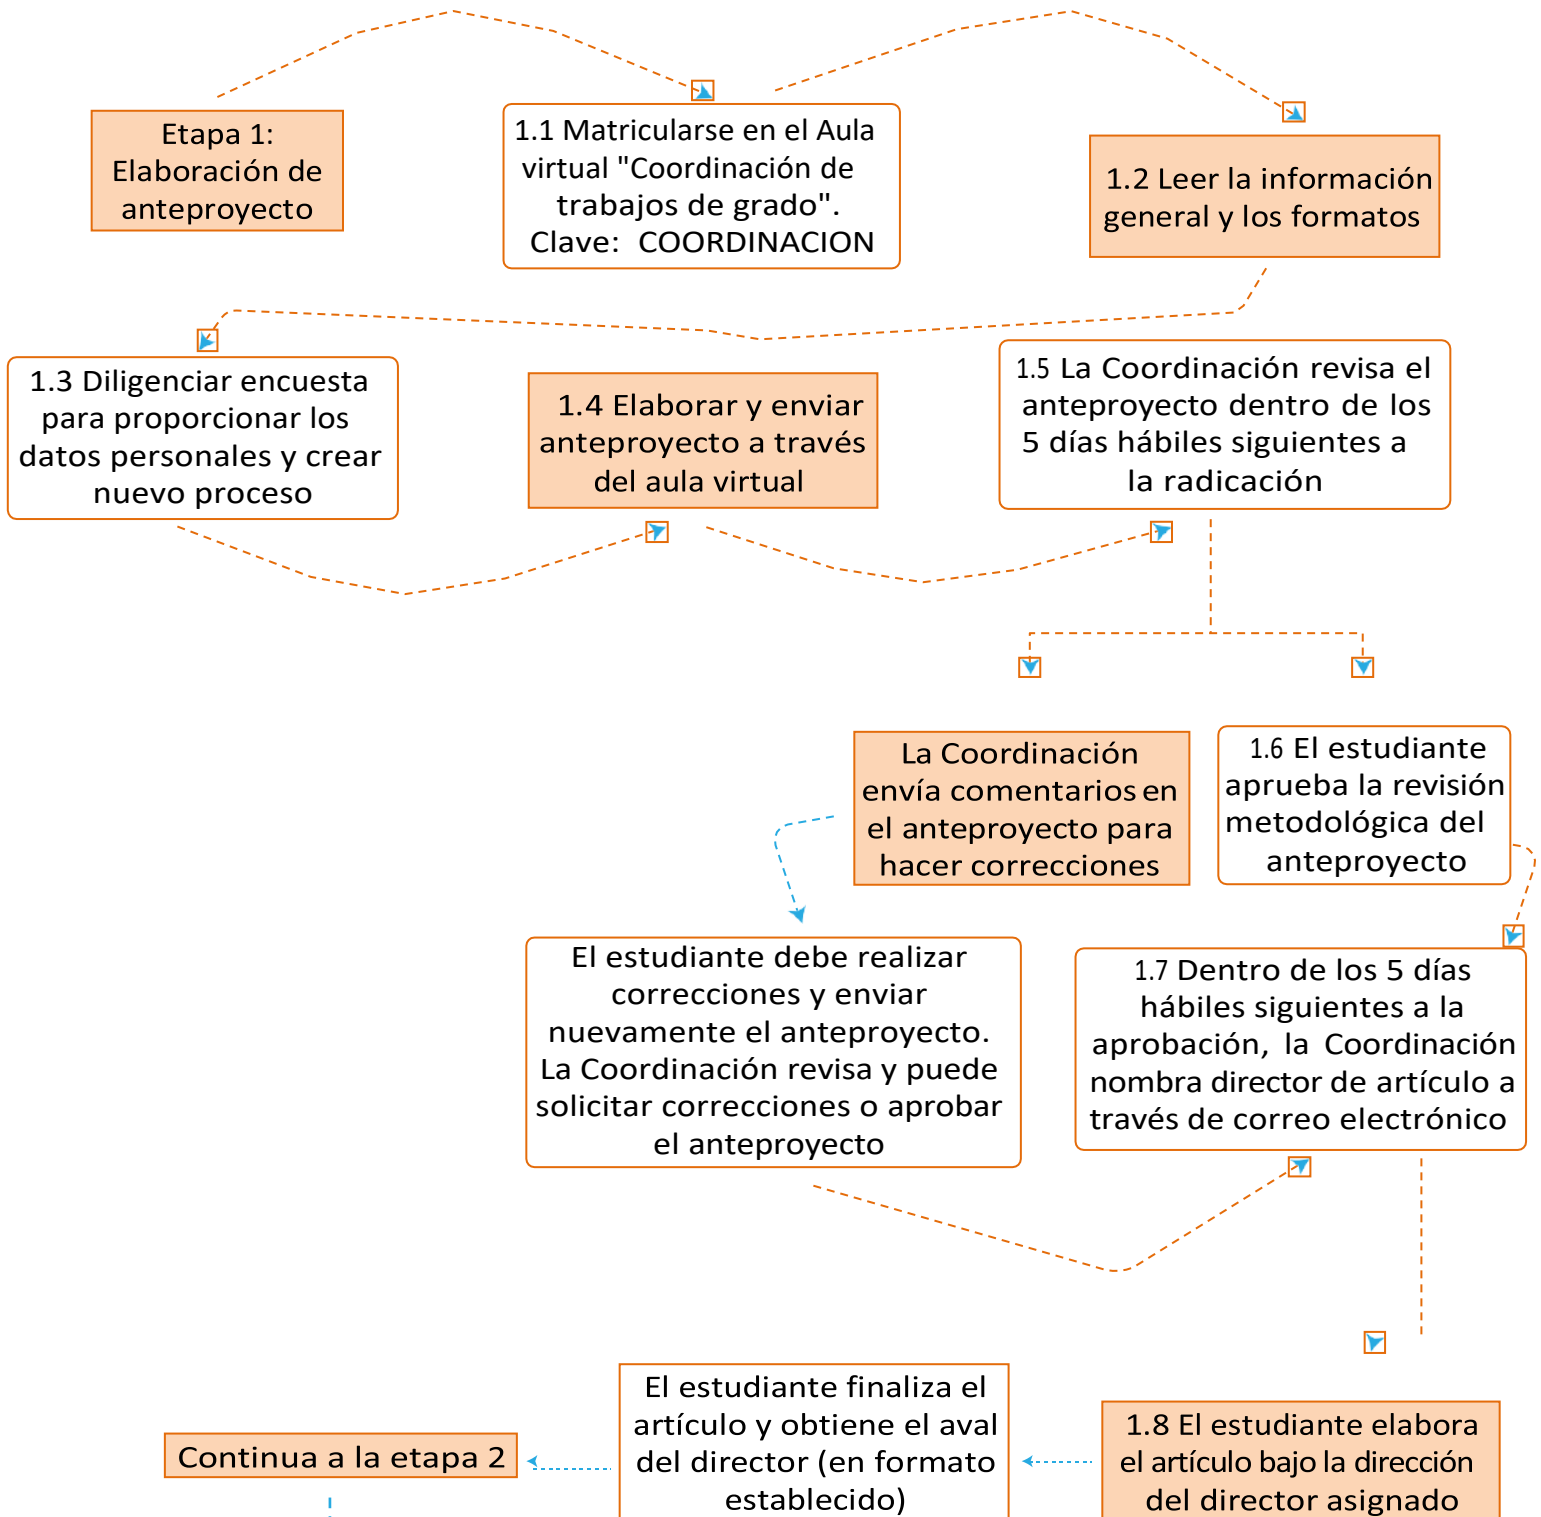 Etapa 1:
Elaboración de
anteproyecto
1.1 Matricularse en el Aula
virtual "Coordinación de
trabajos de grado".
Clave: COORDINACION
1.2 Leer la información
general y los formatos
1.3 Diligenciar encuesta
para proporcionar los
datos personales y crear
nuevo proceso
1.4 Elaborar y enviar
anteproyecto a través
del aula virtual
1.5 La Coordinación revisa el
anteproyecto dentro de los
5 días hábiles siguientes a
la radicación
La Coordinación
envía comentarios en
el anteproyecto para
hacer correcciones
1.6 El estudiante
aprueba la revisión
metodológica del
anteproyecto
El estudiante debe realizar
correcciones y enviar
nuevamente el anteproyecto.
La Coordinación revisa y puede
solicitar correcciones o aprobar
el anteproyecto
1.7 Dentro de los 5 días
hábiles siguientes a la
aprobación, la Coordinación
nombra director de artículo a
través de correo electrónico
1.8 El estudiante elabora
el artículo bajo la dirección
del director asignado
El estudiante finaliza el
artículo y obtiene el aval
del director (en formato
establecido)
Continua a la etapa 2